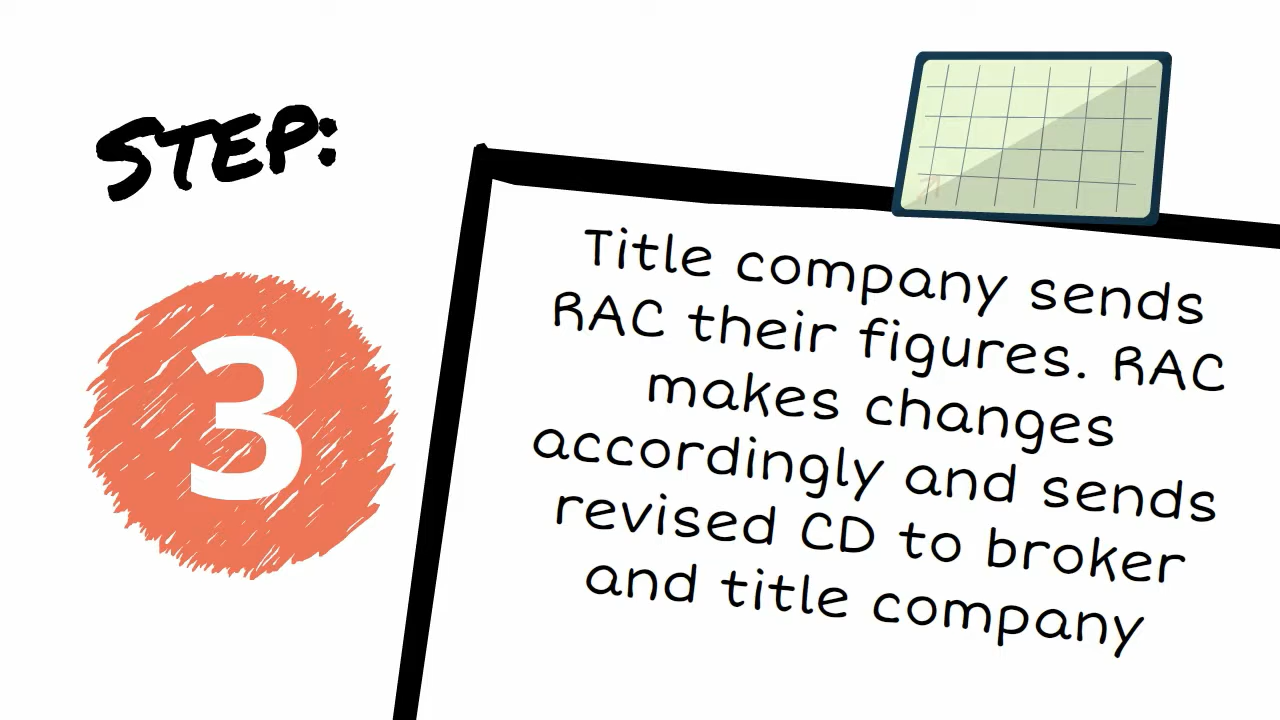 STEP:
3
Title company sends
RAC their figures. RAC
makes changes
accordingly and sends
revised CD to broker
and title company